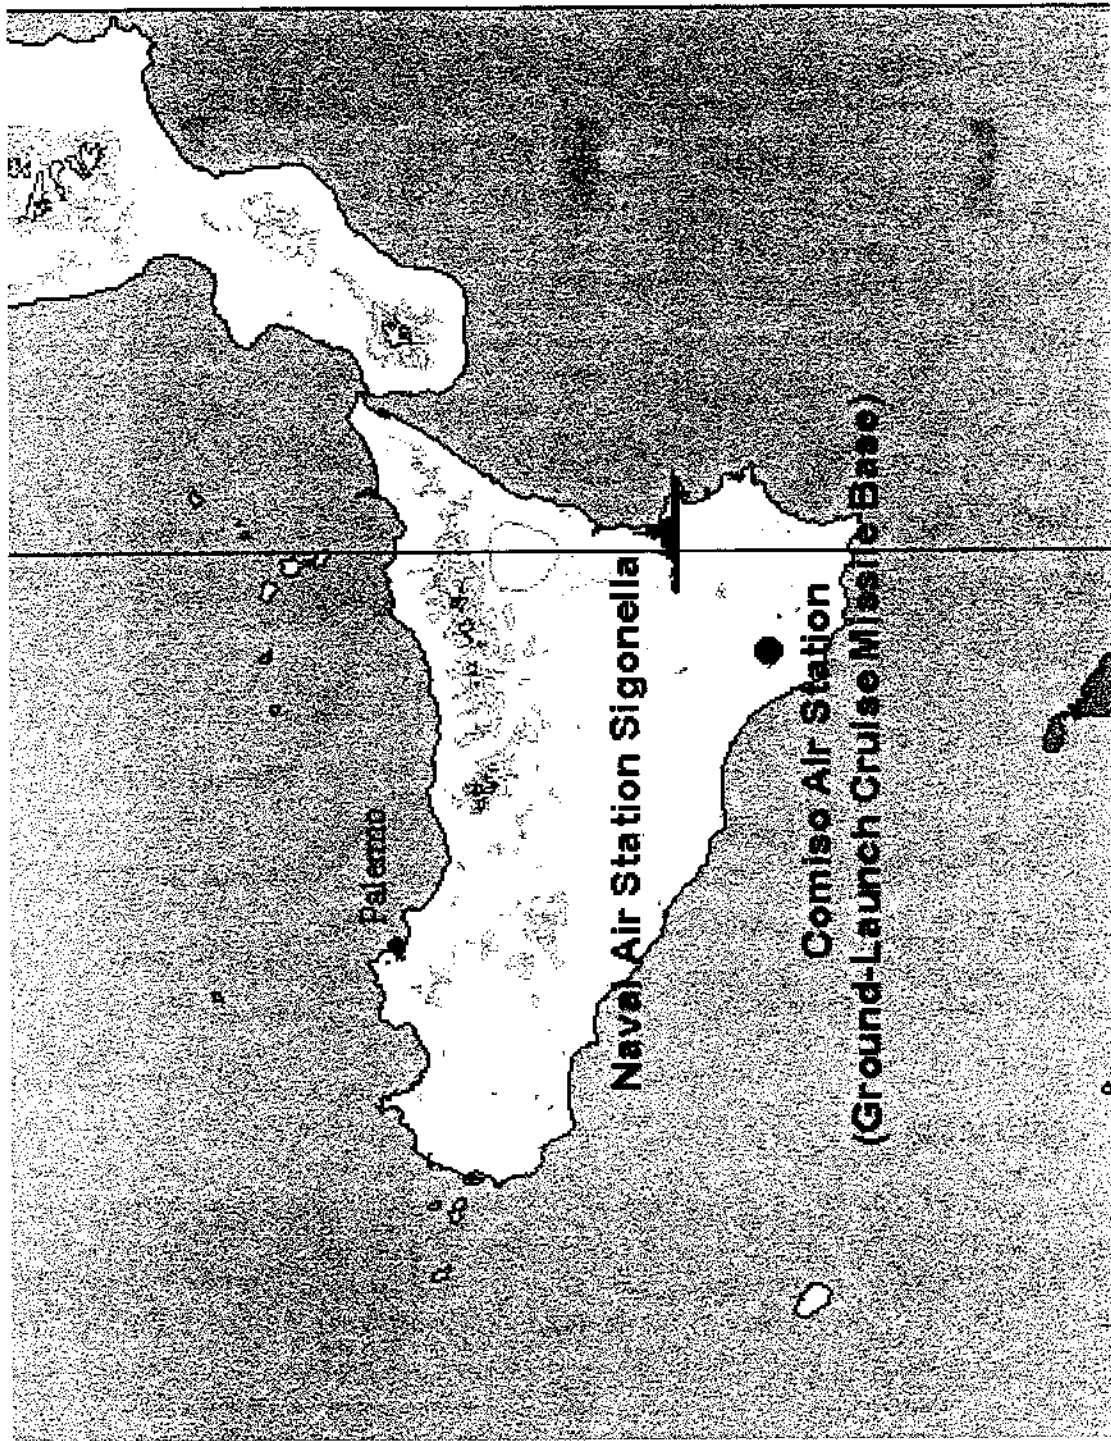 Palermo
Naval Air Station Sigonella
Comiso Air Station
(Ground-Launch Cruise Missile Base)